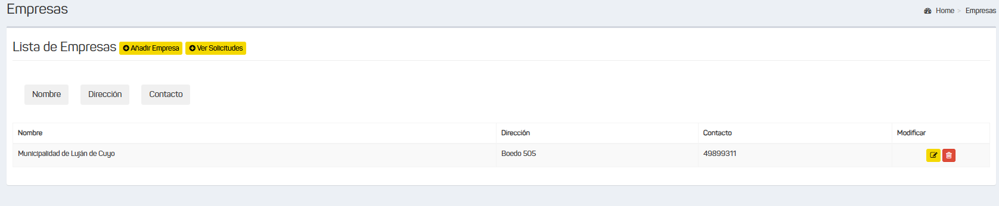 Empresas
Home > Empresas
Lista de Empresas Añadir Empresa Ver Solicitudes
Nombre Dirección Contacto
Nombre Dirección Contacto Modificar
Municipalidad de Luján de Cuyo Boedo 505 49899311